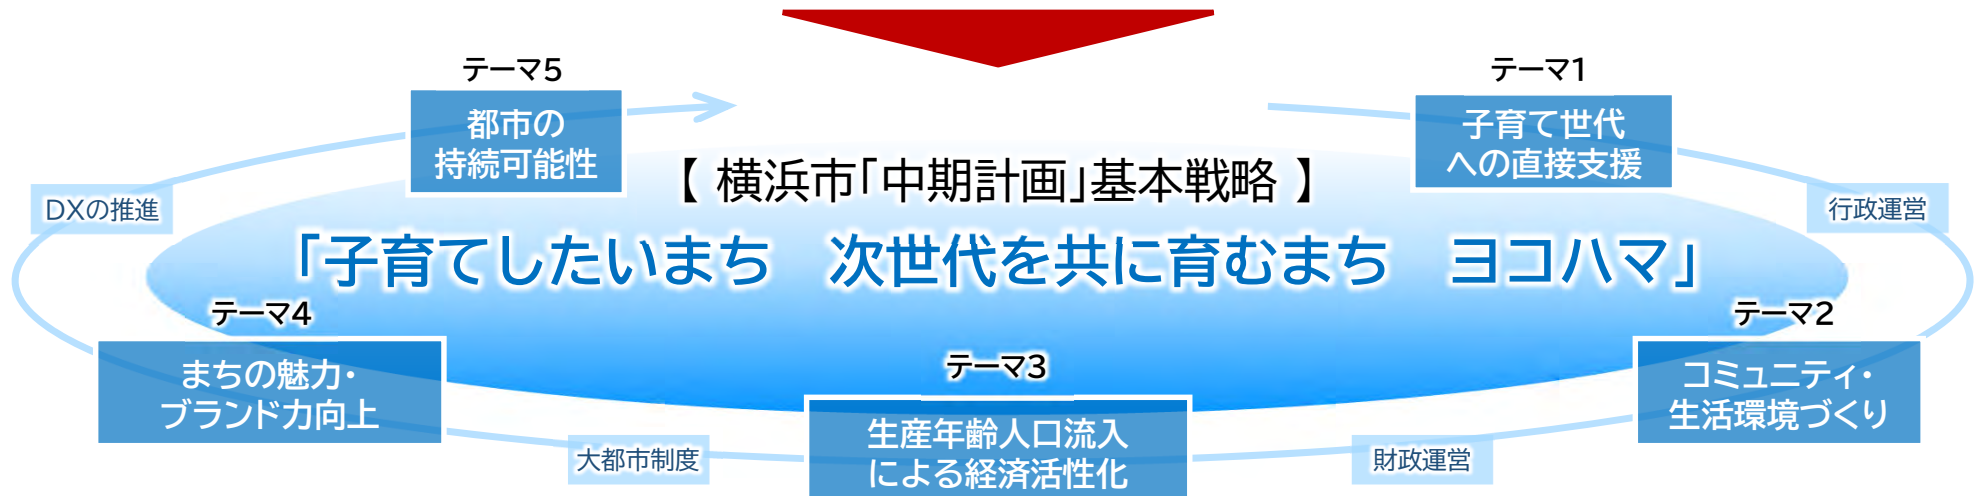 テーマ5
都市の
持続可能性
テーマ1
子育て世代
への直接支援
【 横浜市「中期計画」基本戦略 】
DXの推進
行政運営
「子育てしたいまち　次世代を共に育むまち　ヨコハマ」
テーマ4
まちの魅力・
ブランド力向上
テーマ3
生産年齢人口流入
による経済活性化
テーマ2
コミュニティ・
生活環境づくり
大都市制度
財政運営